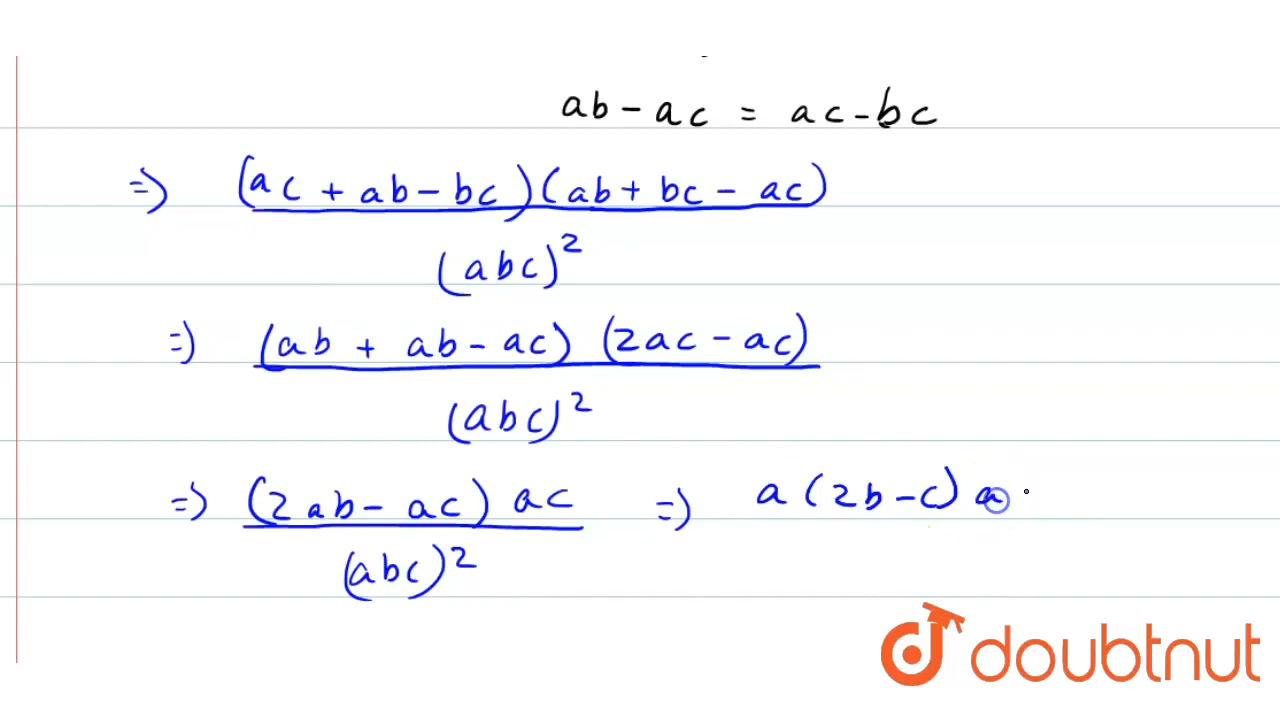 ab - ac = ac - bc
=> (ac + ab - bc)(ab + bc - ac)
(abc)²
=> (ab + ab - ac) (2ac - ac)
(abc)²
=> (2ab - ac) ac => a (2b - c) a
(abc)²
doubtnut